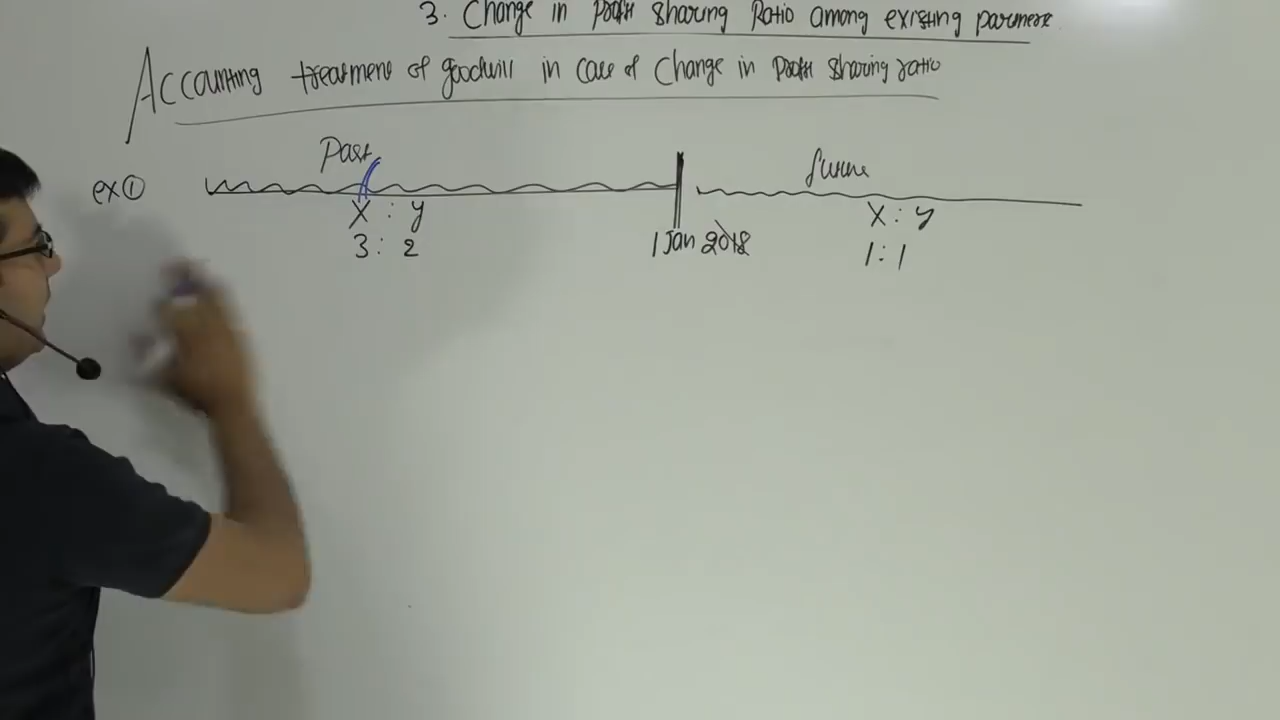 3. Change in Profit Sharing Ratio among existing partners
Accounting treatment of goodwill in case of Change in Profit Sharing ratio
Past
future
ex①
X : y
3 : 2
1 Jan 2018
X : y
1 : 1